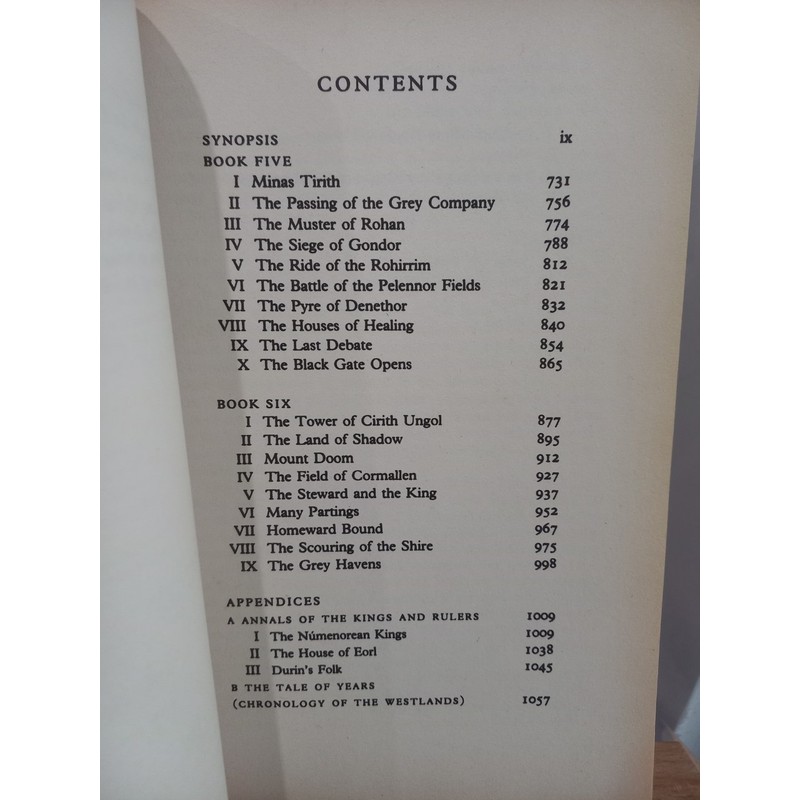 CONTENTS
SYNOPSIS ix
BOOK FIVE
I Minas Tirith 731
II The Passing of the Grey Company 756
III The Muster of Rohan 774
IV The Siege of Gondor 788
V The Ride of the Rohirrim 812
VI The Battle of the Pelennor Fields 821
VII The Pyre of Denethor 832
VIII The Houses of Healing 840
IX The Last Debate 854
X The Black Gate Opens 865
BOOK SIX
I The Tower of Cirith Ungol 877
II The Land of Shadow 895
III Mount Doom 912
IV The Field of Cormallen 927
V The Steward and the King 937
VI Many Partings 952
VII Homeward Bound 967
VIII The Scouring of the Shire 975
IX The Grey Havens 998
APPENDICES
A ANNALS OF THE KINGS AND RULERS 1009
I The Númenorean Kings 1009
II The House of Eorl 1038
III Durin's Folk 1045
B THE TALE OF YEARS
(CHRONOLOGY OF THE WESTLANDS) 1057